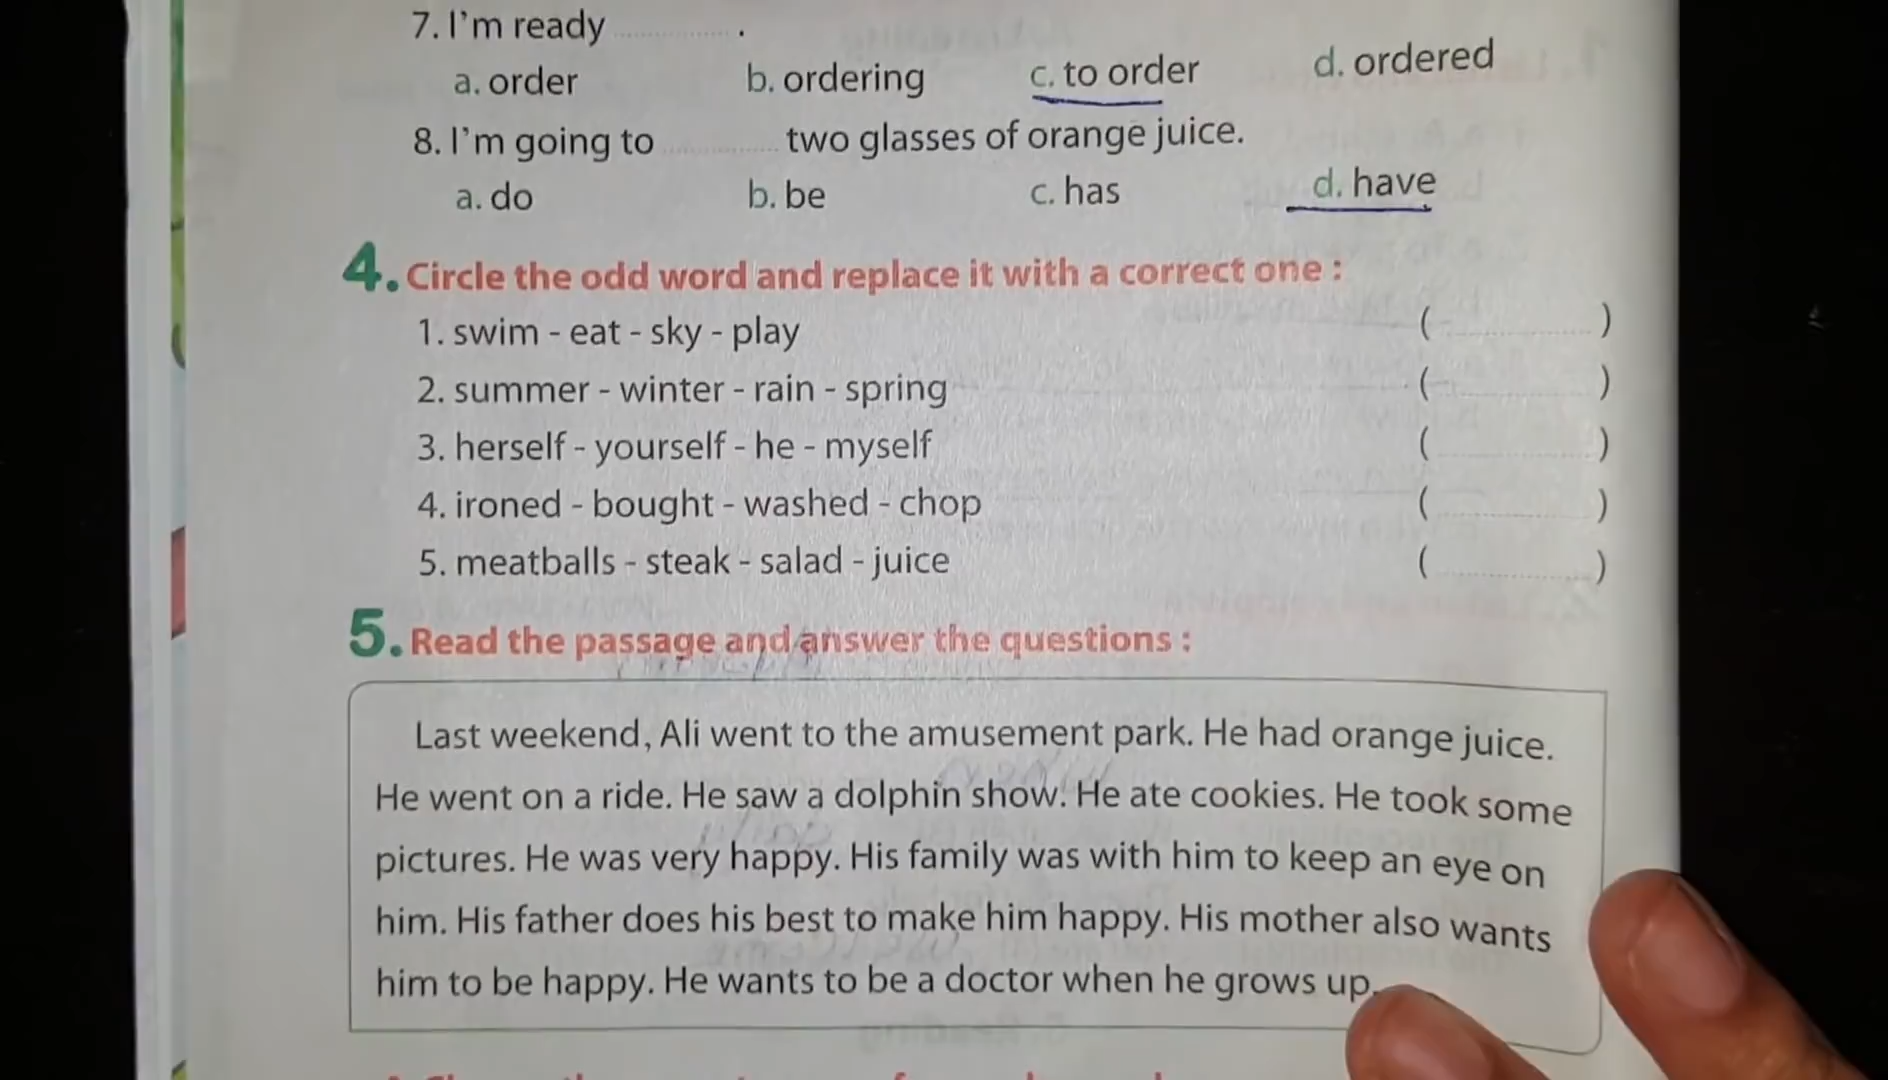 7. I'm ready ............... .
a. order b. ordering c. to order d. ordered
8. I'm going to ............... two glasses of orange juice.
a. do b. be c. has d. have
4. Circle the odd word and replace it with a correct one :
1. swim - eat - sky - play ( ............... )
2. summer - winter - rain - spring ( ............... )
3. herself - yourself - he - myself ( ............... )
4. ironed - bought - washed - chop ( ............... )
5. meatballs - steak - salad - juice ( ............... )
5. Read the passage and answer the questions :
Last weekend, Ali went to the amusement park. He had orange juice.
He went on a ride. He saw a dolphin show. He ate cookies. He took some
pictures. He was very happy. His family was with him to keep an eye on
him. His father does his best to make him happy. His mother also wants
him to be happy. He wants to be a doctor when he grows up.